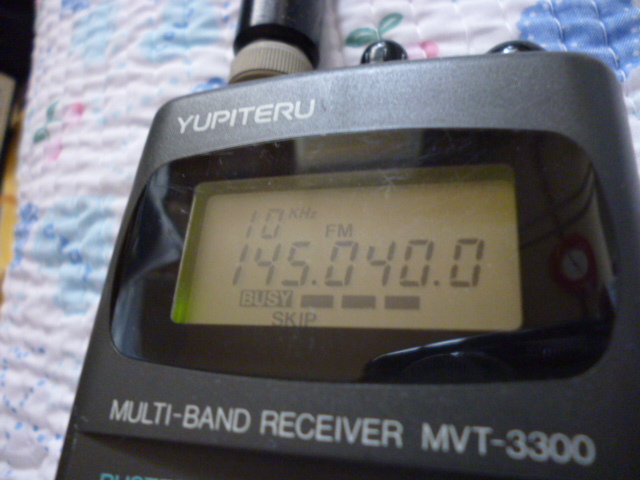 YUPITERU
10 KHz
FM
145.040.0
BUSY
SKIP
MULTI-BAND RECEIVER MVT-3300